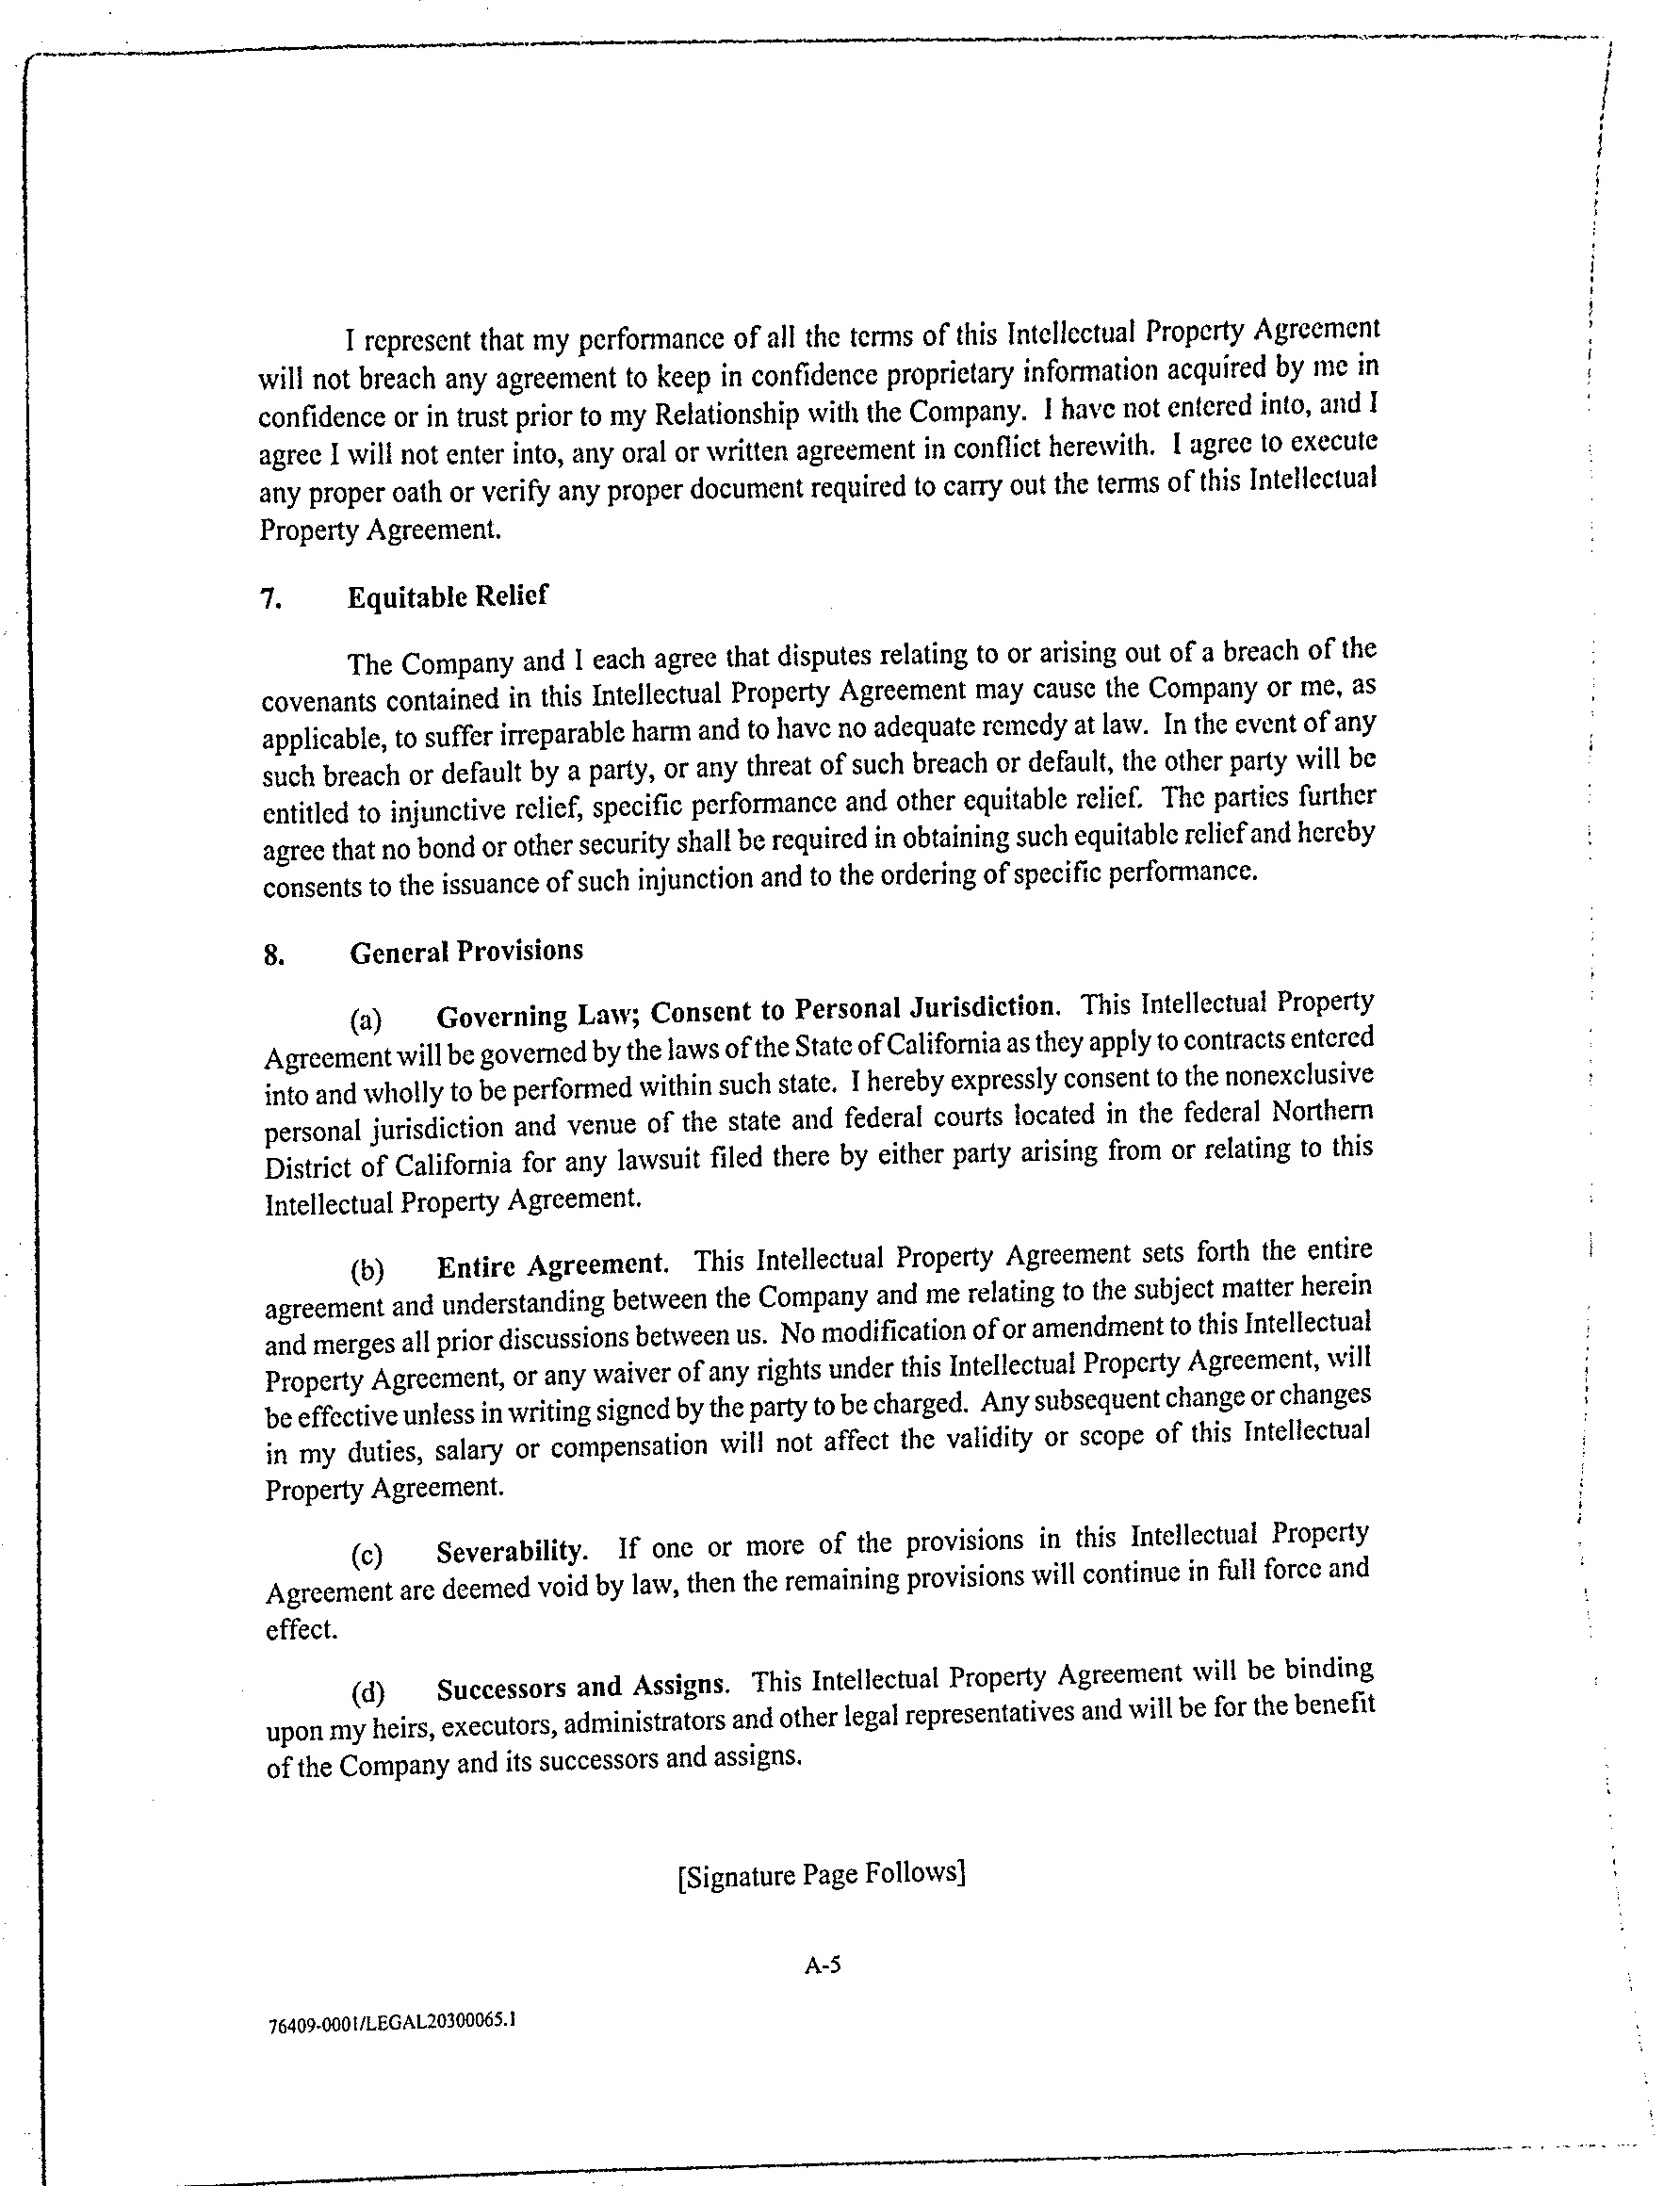 I represent that my performance of all the terms of this Intellectual Property Agreement
will not breach any agreement to keep in confidence proprietary information acquired by me in
confidence or in trust prior to my Relationship with the Company. I have not entered into, and I
agree I will not enter into, any oral or written agreement in conflict herewith. I agree to execute
any proper oath or verify any proper document required to carry out the terms of this Intellectual
Property Agreement.
7. Equitable Relief
The Company and I each agree that disputes relating to or arising out of a breach of the
covenants contained in this Intellectual Property Agreement may cause the Company or me, as
applicable, to suffer irreparable harm and to have no adequate remedy at law. In the event of any
such breach or default by a party, or any threat of such breach or default, the other party will be
entitled to injunctive relief, specific performance and other equitable relief. The parties further
agree that no bond or other security shall be required in obtaining such equitable relief and hereby
consents to the issuance of such injunction and to the ordering of specific performance.
8. General Provisions
(a) Governing Law; Consent to Personal Jurisdiction. This Intellectual Property
Agreement will be governed by the laws of the State of California as they apply to contracts entered
into and wholly to be performed within such state. I hereby expressly consent to the nonexclusive
personal jurisdiction and venue of the state and federal courts located in the federal Northern
District of California for any lawsuit filed there by either party arising from or relating to this
Intellectual Property Agreement.
(b) Entire Agreement. This Intellectual Property Agreement sets forth the entire
agreement and understanding between the Company and me relating to the subject matter herein
and merges all prior discussions between us. No modification of or amendment to this Intellectual
Property Agreement, or any waiver of any rights under this Intellectual Property Agreement, will
be effective unless in writing signed by the party to be charged. Any subsequent change or changes
in my duties, salary or compensation will not affect the validity or scope of this Intellectual
Property Agreement.
(c) Severability. If one or more of the provisions in this Intellectual Property
Agreement are deemed void by law, then the remaining provisions will continue in full force and
effect.
(d) Successors and Assigns. This Intellectual Property Agreement will be binding
upon my heirs, executors, administrators and other legal representatives and will be for the benefit
of the Company and its successors and assigns.
[Signature Page Follows]
A-5
76409-0001/LEGAL20300065.1